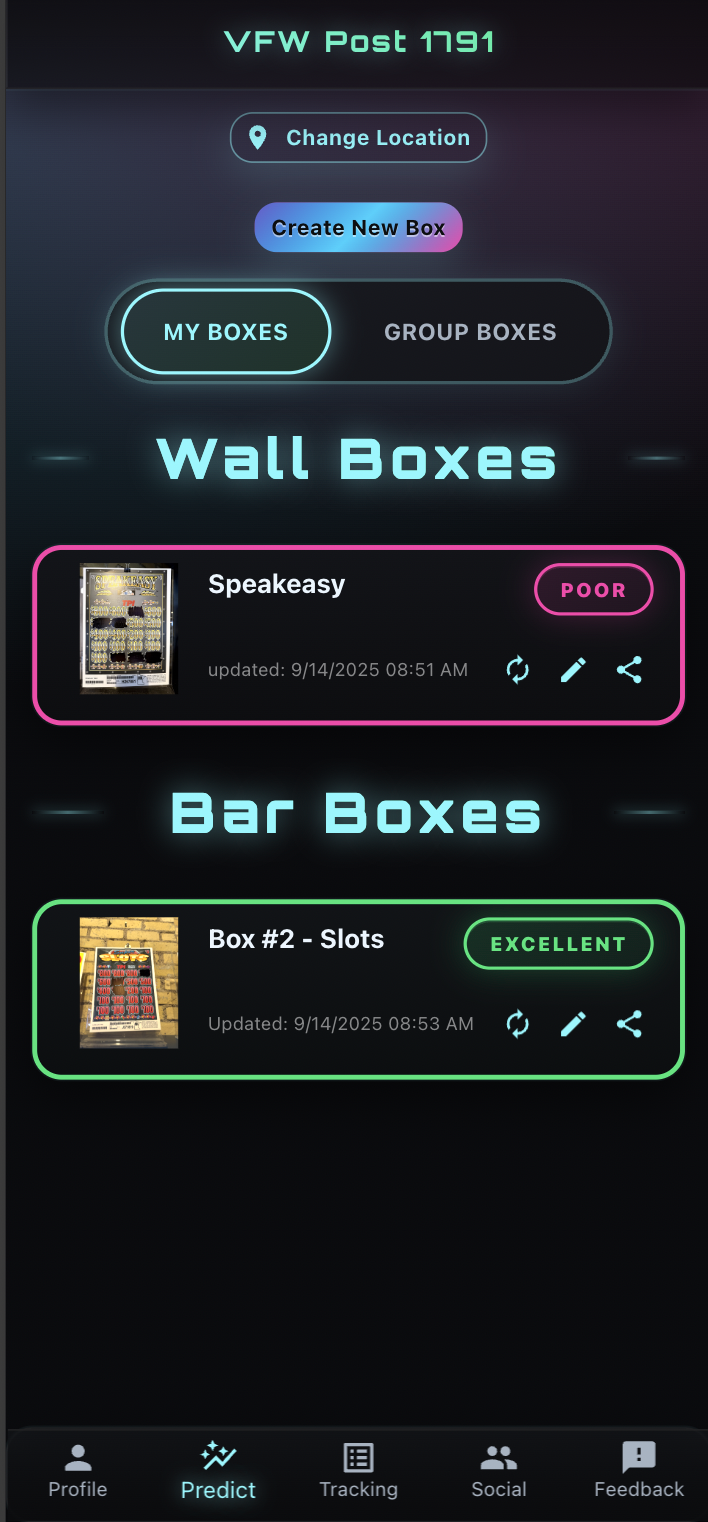 VFW Post 1791
Change Location
Create New Box
MY BOXES
GROUP BOXES
Wall Boxes
Speakeasy
POOR
updated: 9/14/2025 08:51 AM
Bar Boxes
Box #2 - Slots
EXCELLENT
Updated: 9/14/2025 08:53 AM
SPEAKEASY
SLOTS
Profile
Predict
Tracking
Social
Feedback